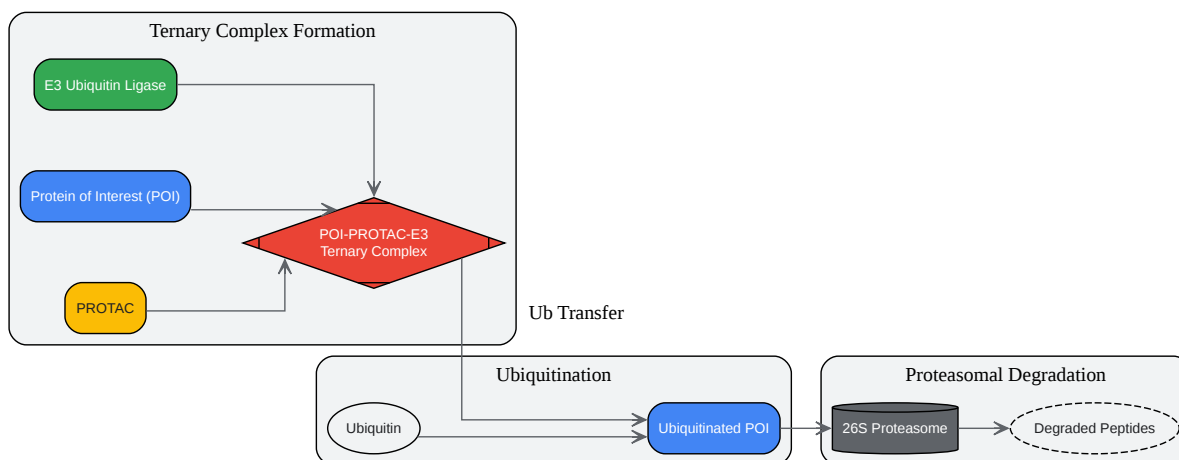 Ternary Complex Formation
E3 Ubiquitin Ligase
Protein of Interest (POI)
POI-PROTAC-E3
Ternary Complex
PROTAC
Ub Transfer
Ubiquitination
Proteasomal Degradation
Ubiquitin
Ubiquitinated POI
26S Proteasome
Degraded Peptides